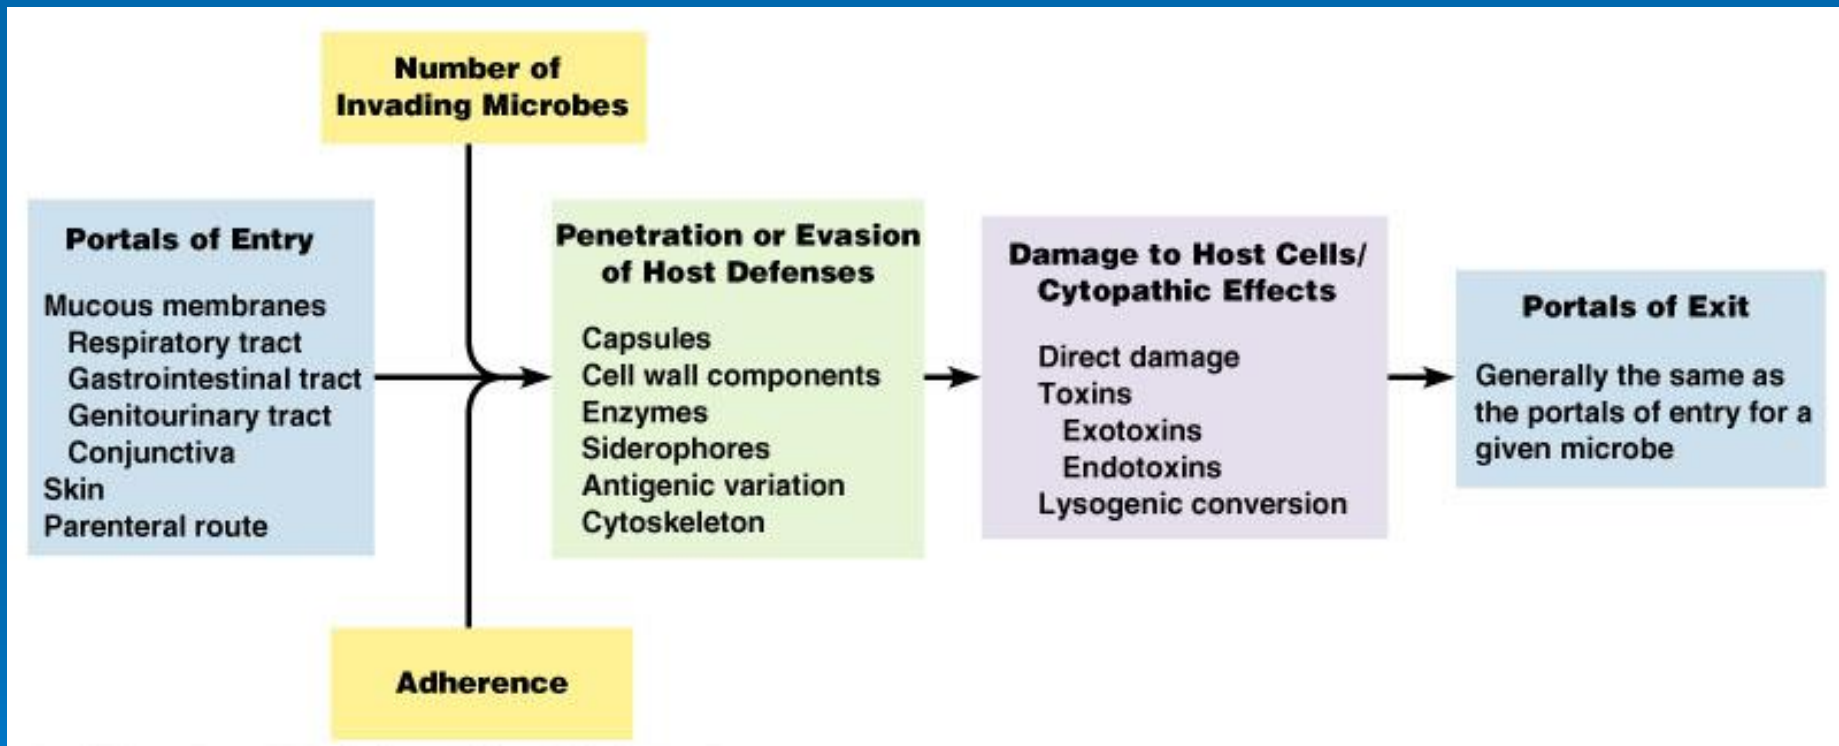 Number of
Invading Microbes
Portals of Entry
Mucous membranes
Respiratory tract
Gastrointestinal tract
Genitourinary tract
Conjunctiva
Skin
Parenteral route
Adherence
Penetration or Evasion
of Host Defenses
Capsules
Cell wall components
Enzymes
Siderophores
Antigenic variation
Cytoskeleton
Damage to Host Cells/
Cytopathic Effects
Direct damage
Toxins
Exotoxins
Endotoxins
Lysogenic conversion
Portals of Exit
Generally the same as
the portals of entry for a
given microbe